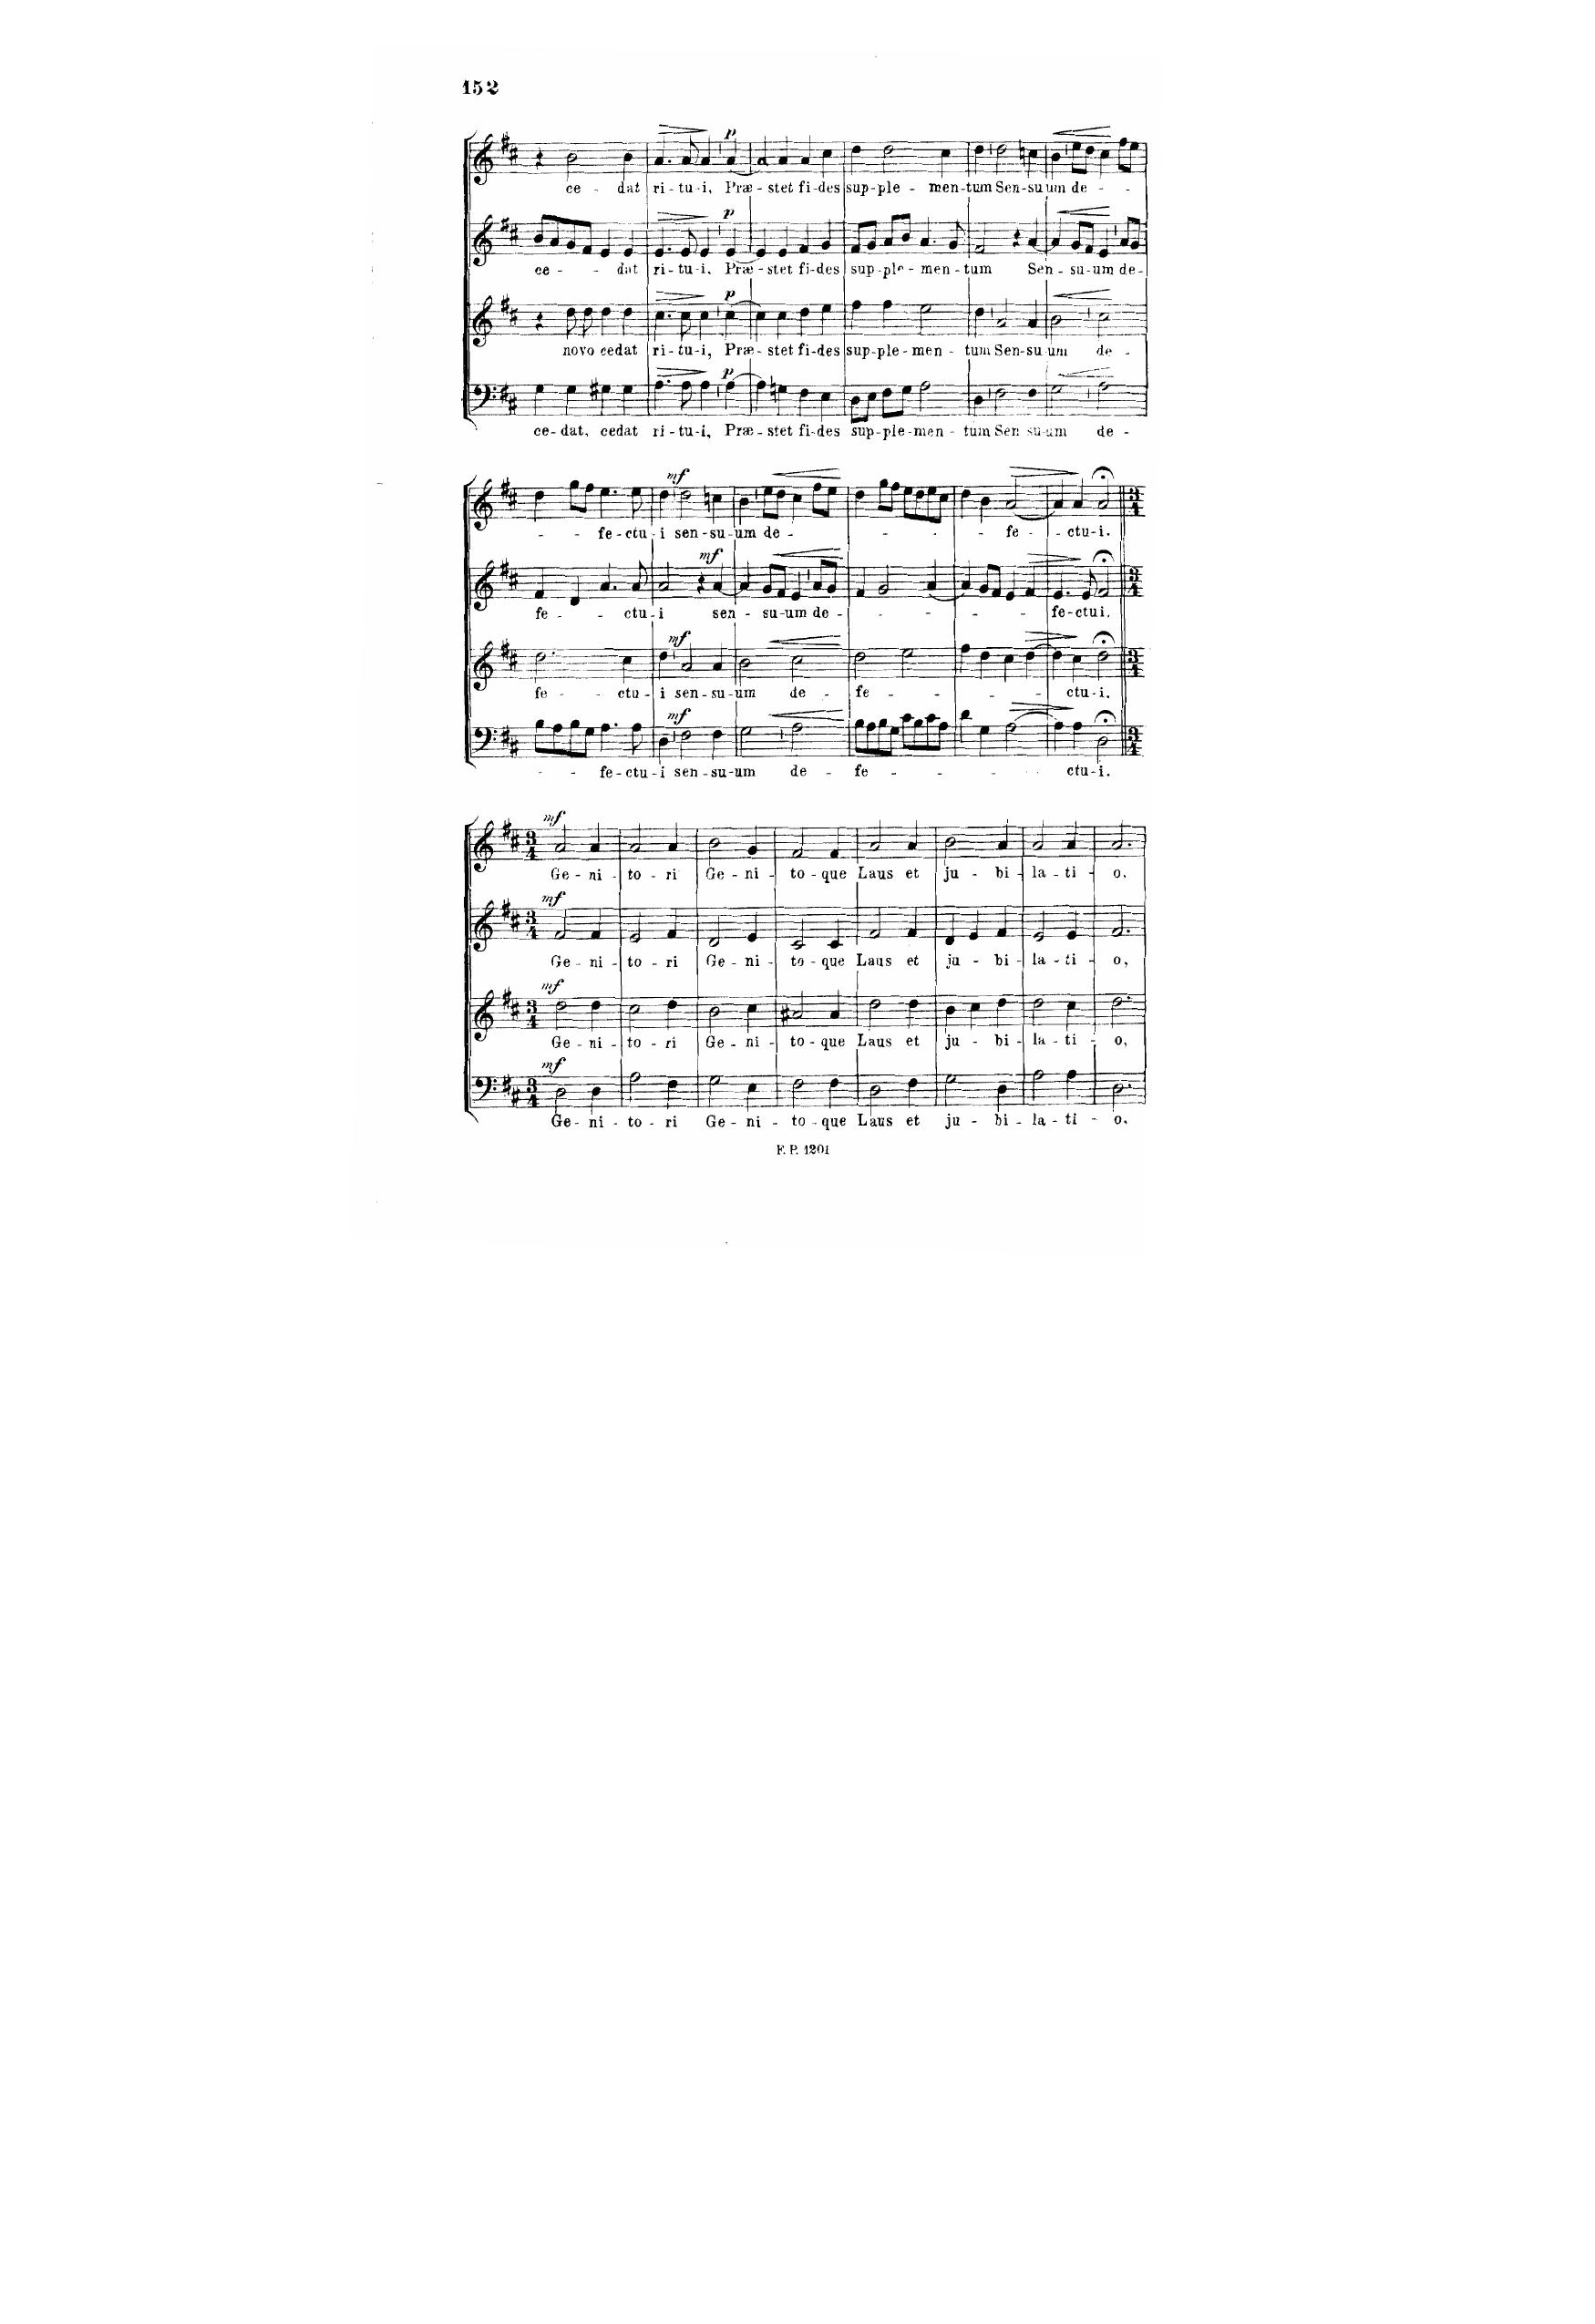 152
p
ce - dat ri - tu - i, Præ - stet fi - des sup - ple - men - tum Sen - su um de -
p
ce - dat ri - tu - i. Præ - stet fi - des sup - ple - men - tum Sen - su - um de -
p
novo cedat ri - tu - i, Præ - stet fi - des sup - ple - men - tum Sen - su - um de -
p
ce - dat, cedat ri - tu - i, Præ - stet fi - des sup - ple - men - tum Sen su - um de -
mf
fe - ctu - i sen - su - um de - fe - ctu - i.
mf
fe - ctu - i sen - su - um de - fe - ctu i.
mf
fe - ctu - i sen - su - um de - fe - ctu - i.
mf
fe - ctu - i sen - su - um de - fe - ctu - i.
mf
Ge - ni - to - ri Ge - ni - to - que Laus et ju - bi - la - ti - o.
mf
Ge - ni - to - ri Ge - ni - to - que Laus et ju - bi - la - ti - o,
mf
Ge - ni - to - ri Ge - ni - to - que Laus et ju - bi - la - ti - o,
mf
Ge - ni - to - ri Ge - ni - to - que Laus et ju - bi - la - ti - o.
F. P. 1201